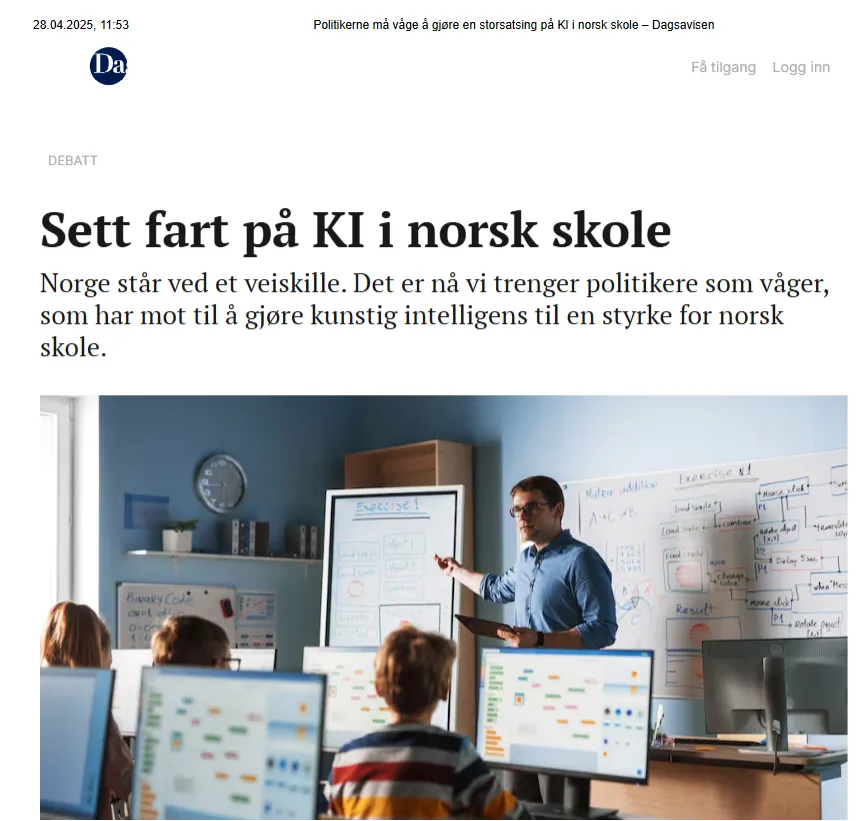 28.04.2025, 11:53 Politikerne må våge å gjøre en storsatsing på KI i norsk skole – Dagsavisen
Da
Få tilgang Logg inn
DEBATT
Sett fart på KI i norsk skole
Norge står ved et veiskille. Det er nå vi trenger politikere som våger,
som har mot til å gjøre kunstig intelligens til en styrke for norsk
skole.
Exercise 1
Exercise N1
Binary Code
Result